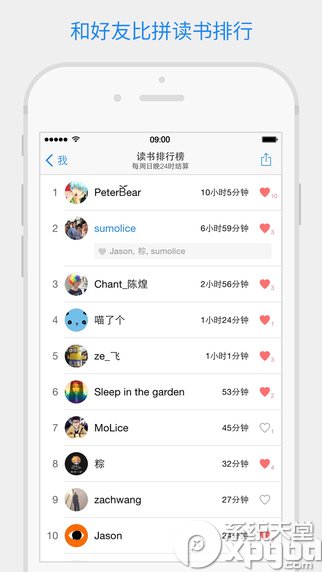 和好友比拼读书排行
09:00
我
读书排行榜
每周日晚24时结算
1 PeterBear 10小时5分钟 10
2 sumolice 6小时59分钟 3
Jason, 粽, sumolice
3 Chant_陈煌 2小时56分钟 3
4 喵了个 1小时24分钟 1
5 ze_飞 1小时1分钟 3
6 Sleep in the garden 53分钟 2
7 MoLice 45分钟 1
8 粽 32分钟 4
9 zachwang 27分钟
10 Jason
系统天堂
xpgod